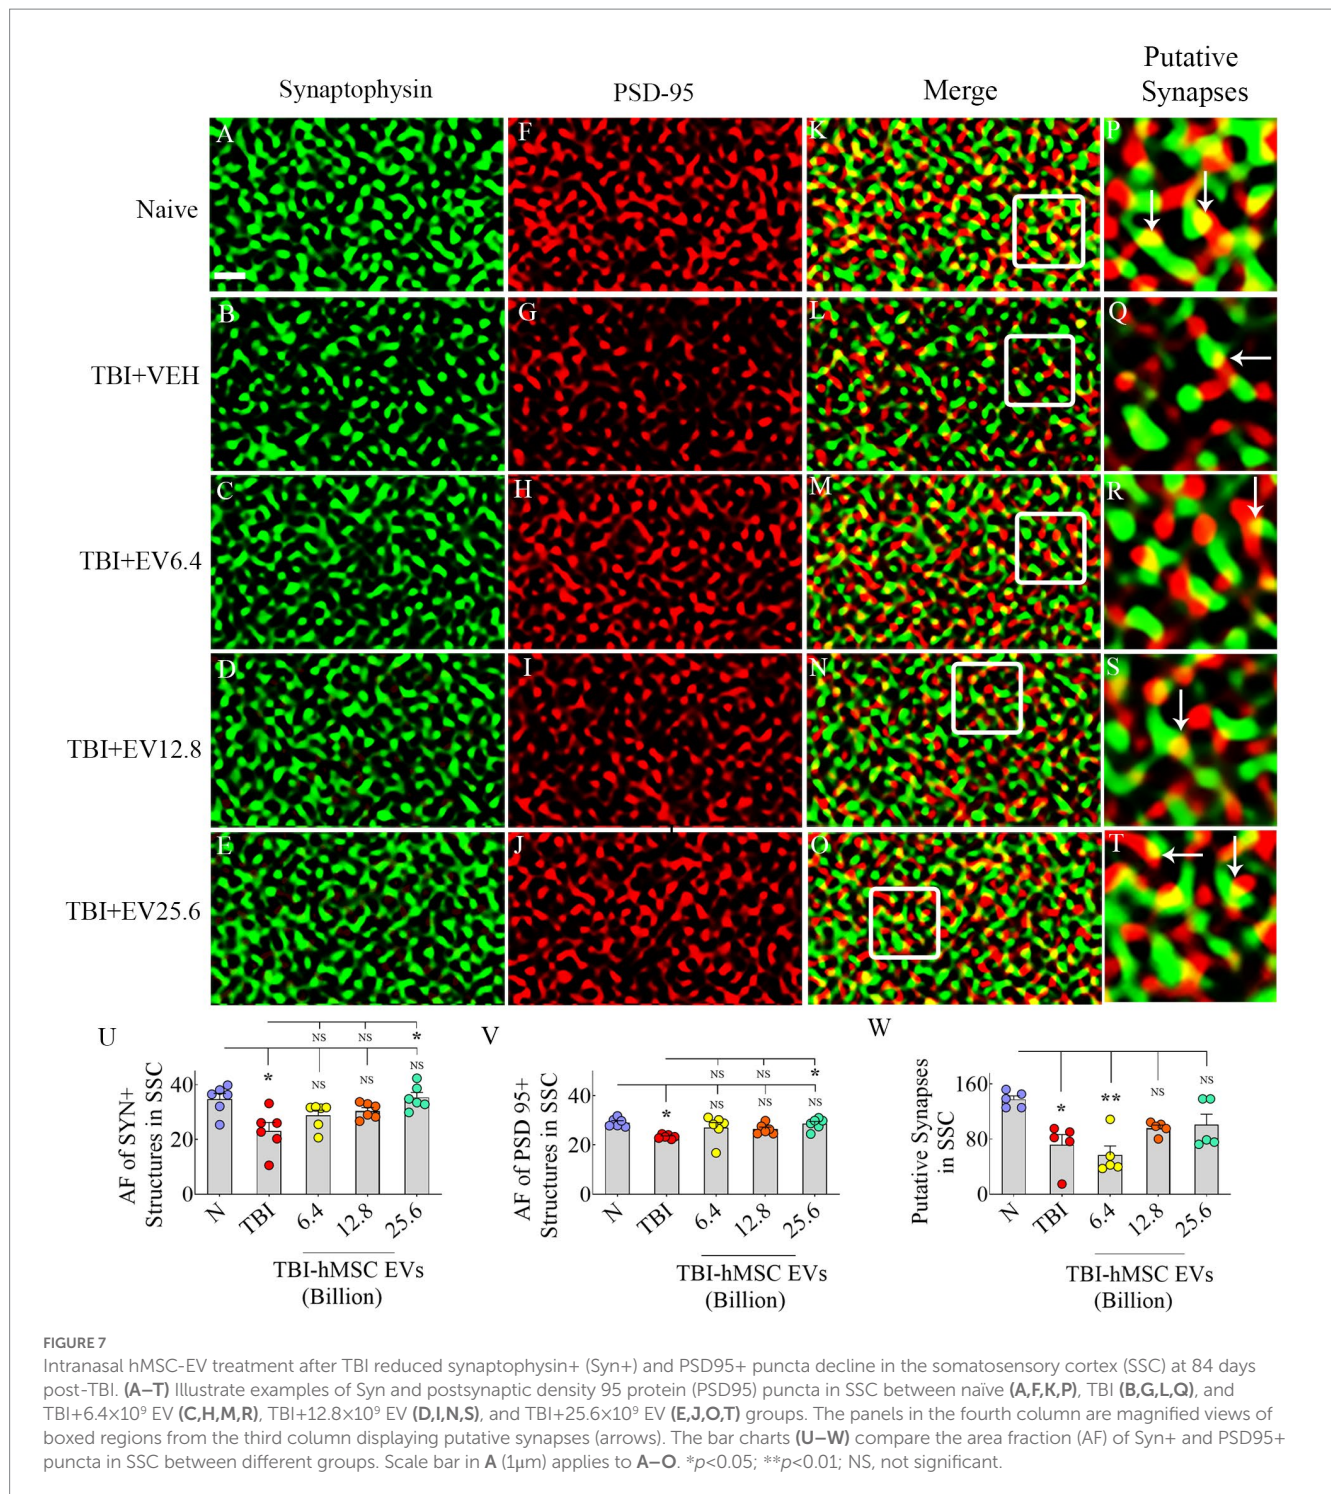 Synaptophysin PSD-95 Merge Putative
Synapses
A F K P
Naive
B G L Q
TBI+VEH
C H M R
TBI+EV6.4
D I N S
TBI+EV12.8
E J O T
TBI+EV25.6
U
NS NS *
* NS NS NS
AF of SYN+
Structures in SSC
40
20
0
N TBI 6.4 12.8 25.6
TBI-hMSC EVs
(Billion)
V
NS NS *
* NS NS NS
AF of PSD 95+
Structures in SSC
40
20
0
N TBI 6.4 12.8 25.6
TBI-hMSC EVs
(Billion)
W
* ** NS NS
Putative Synapses
in SSC
160
80
0
N TBI 6.4 12.8 25.6
TBI-hMSC EVs
(Billion)
FIGURE 7
Intranasal hMSC-EV treatment after TBI reduced synaptophysin+ (Syn+) and PSD95+ puncta decline in the somatosensory cortex (SSC) at 84 days
post-TBI. (A–T) Illustrate examples of Syn and postsynaptic density 95 protein (PSD95) puncta in SSC between naïve (A,F,K,P), TBI (B,G,L,Q), and
TBI+6.4×10⁹ EV (C,H,M,R), TBI+12.8×10⁹ EV (D,I,N,S), and TBI+25.6×10⁹ EV (E,J,O,T) groups. The panels in the fourth column are magnified views of
boxed regions from the third column displaying putative synapses (arrows). The bar charts (U–W) compare the area fraction (AF) of Syn+ and PSD95+
puncta in SSC between different groups. Scale bar in A (1μm) applies to A–O. *p<0.05; **p<0.01; NS, not significant.